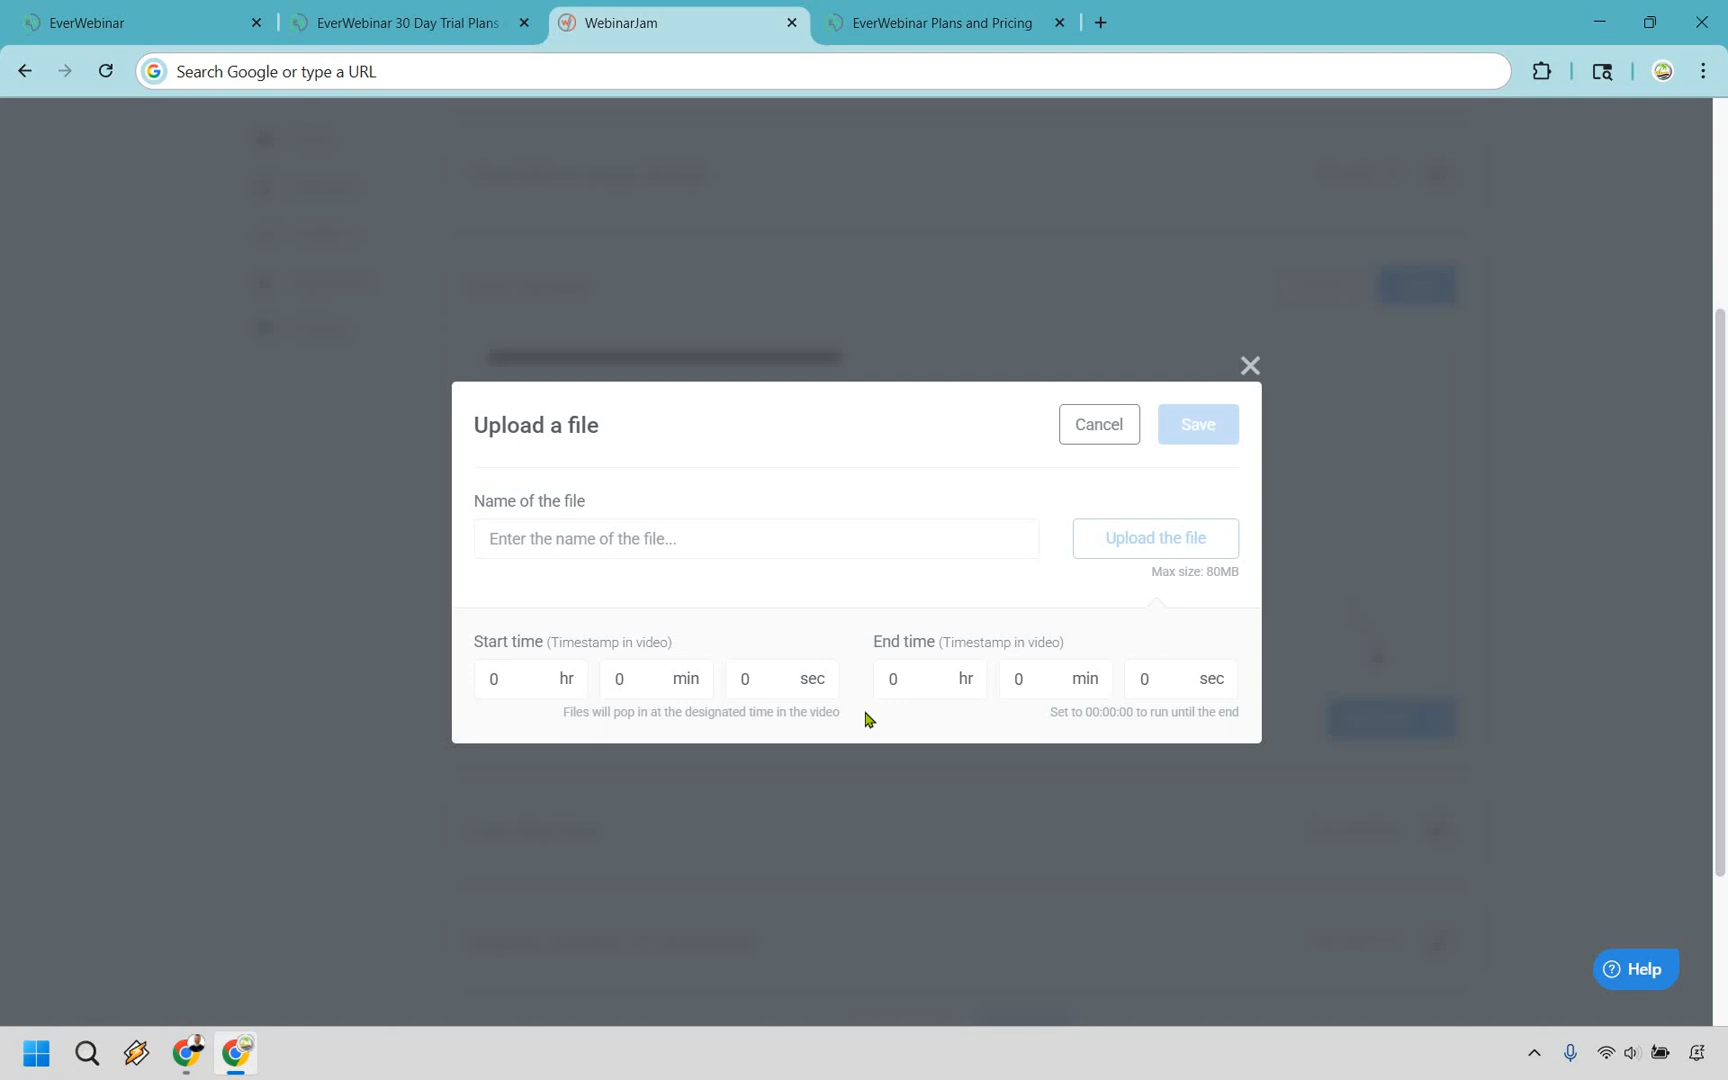 EverWebinar
EverWebinar 30 Day Trial Plans
WebinarJam
EverWebinar Plans and Pricing
Search Google or type a URL
Upload a file
Cancel
Save
Name of the file
Enter the name of the file...
Upload the file
Max size: 80MB
Start time (Timestamp in video)
End time (Timestamp in video)
0 hr
0 min
0 sec
0 hr
0 min
0 sec
Files will pop in at the designated time in the video
Set to 00:00:00 to run until the end
Help